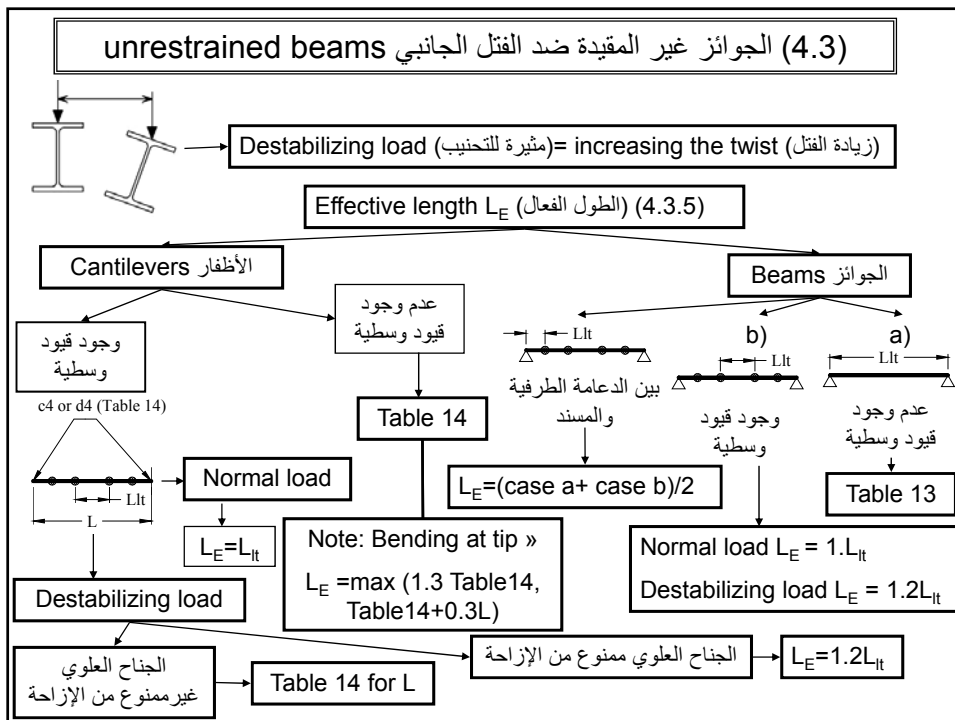 (4.3) الجوائز غير المقيدة ضد الفتل الجانبي unrestrained beams
Destabilizing load (مثيرة للتحنيب)= increasing the twist (زيادة الفتل)
Effective length LE (الطول الفعال) (4.3.5)
Cantilevers الأظفار
Beams الجوائز
وجود قيود
وسطية
عدم وجود
قيود وسطية
Llt
b)
Llt
a)
Llt
c4 or d4 (Table 14)
Table 14
بين الدعامة الطرفية
والمسند
وجود قيود
وسطية
عدم وجود
قيود وسطية
Llt
L
Normal load
LE=Llt
LE=(case a+ case b)/2
Table 13
Note: Bending at tip »
LE =max (1.3 Table14,
Table14+0.3L)
Normal load LE = 1.Llt
Destabilizing load LE = 1.2Llt
Destabilizing load
الجناح العلوي
غيرممنوع من الإزاحة
Table 14 for L
الجناح العلوي ممنوع من الإزاحة
LE=1.2Llt